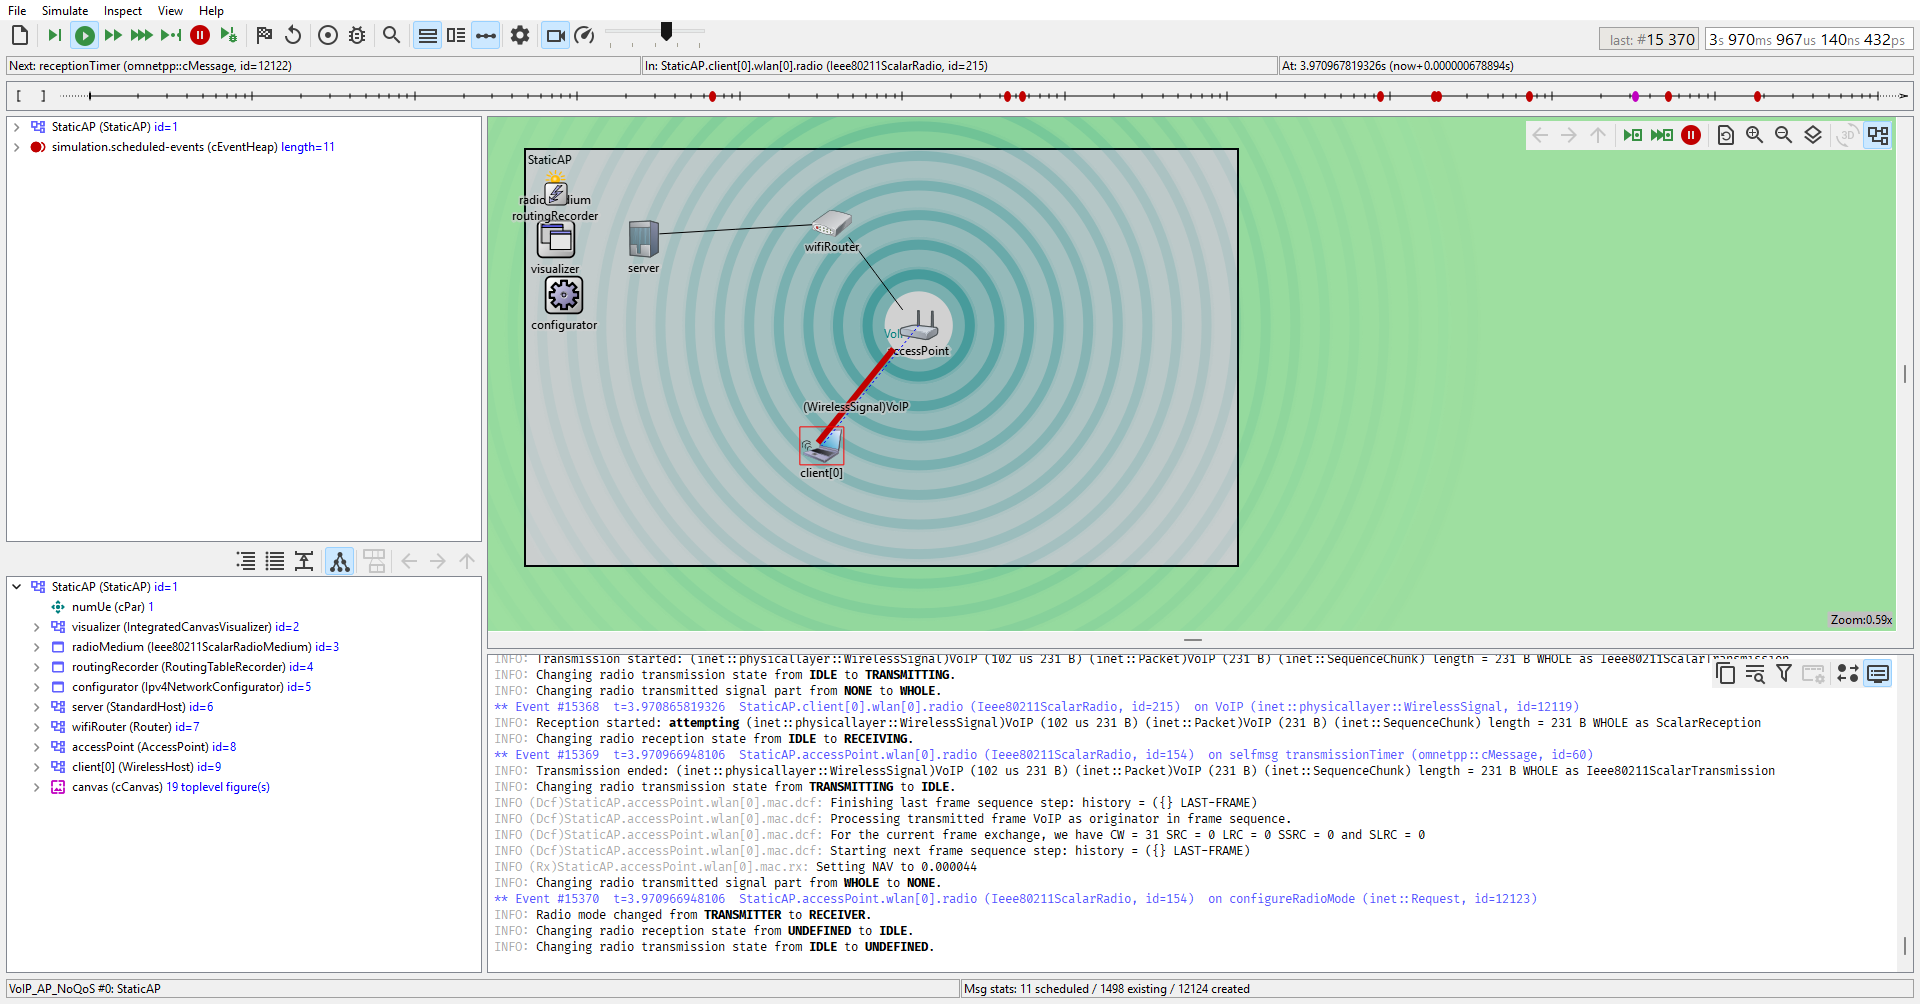 File Simulate Inspect View Help
last: #15 370 3s 970ms 967us 140ns 432ps
Next: receptionTimer (omnetpp::cMessage, id=12122) In: StaticAP.client[0].wlan[0].radio (Ieee80211ScalarRadio, id=215) At: 3.970967819326s (now+0.000000678894s)
[ ]
StaticAP (StaticAP) id=1
simulation.scheduled-events (cEventHeap) length=11
3D
StaticAP
routingRecorder
visualizer
configurator
server
wifiRouter
(WirelessSignal)VoIP
client[0]
Zoom:0.59x
StaticAP (StaticAP) id=1
numUe (cPar) 1
visualizer (IntegratedCanvasVisualizer) id=2
radioMedium (Ieee80211ScalarRadioMedium) id=3
routingRecorder (RoutingTableRecorder) id=4
configurator (Ipv4NetworkConfigurator) id=5
server (StandardHost) id=6
wifiRouter (Router) id=7
accessPoint (AccessPoint) id=8
client[0] (WirelessHost) id=9
canvas (cCanvas) 19 toplevel figure(s)
INFO: Transmission started: (inet::physicallayer::WirelessSignal)VoIP (102 us 231 B) (inet::Packet)VoIP (231 B) (inet::SequenceChunk) length = 231 B WHOLE as Ieee80211ScalarTransmission
INFO: Changing radio transmission state from IDLE to TRANSMITTING.
INFO: Changing radio transmitted signal part from NONE to WHOLE.
** Event #15368 t=3.970865819326 StaticAP.client[0].wlan[0].radio (Ieee80211ScalarRadio, id=215) on VoIP (inet::physicallayer::WirelessSignal, id=12119)
INFO: Reception started: attempting (inet::physicallayer::WirelessSignal)VoIP (102 us 231 B) (inet::Packet)VoIP (231 B) (inet::SequenceChunk) length = 231 B WHOLE as ScalarReception
INFO: Changing radio reception state from IDLE to RECEIVING.
** Event #15369 t=3.970966948106 StaticAP.accessPoint.wlan[0].radio (Ieee80211ScalarRadio, id=154) on selfmsg transmissionTimer (omnetpp::cMessage, id=60)
INFO: Transmission ended: (inet::physicallayer::WirelessSignal)VoIP (102 us 231 B) (inet::Packet)VoIP (231 B) (inet::SequenceChunk) length = 231 B WHOLE as Ieee80211ScalarTransmission
INFO: Changing radio transmission state from TRANSMITTING to IDLE.
INFO (Dcf)StaticAP.accessPoint.wlan[0].mac.dcf: Finishing last frame sequence step: history = ({} LAST-FRAME)
INFO (Dcf)StaticAP.accessPoint.wlan[0].mac.dcf: Processing transmitted frame VoIP as originator in frame sequence.
INFO (Dcf)StaticAP.accessPoint.wlan[0].mac.dcf: For the current frame exchange, we have CW = 31 SRC = 0 LRC = 0 SSRC = 0 and SLRC = 0
INFO (Dcf)StaticAP.accessPoint.wlan[0].mac.dcf: Starting next frame sequence step: history = ({} LAST-FRAME)
INFO (Rx)StaticAP.accessPoint.wlan[0].mac.rx: Setting NAV to 0.000044
INFO: Changing radio transmitted signal part from WHOLE to NONE.
** Event #15370 t=3.970966948106 StaticAP.accessPoint.wlan[0].radio (Ieee80211ScalarRadio, id=154) on configureRadioMode (inet::Request, id=12123)
INFO: Radio mode changed from TRANSMITTER to RECEIVER.
INFO: Changing radio reception state from UNDEFINED to IDLE.
INFO: Changing radio transmission state from IDLE to UNDEFINED.
VoIP_AP_NoQoS #0: StaticAP Msg stats: 11 scheduled / 1498 existing / 12124 created